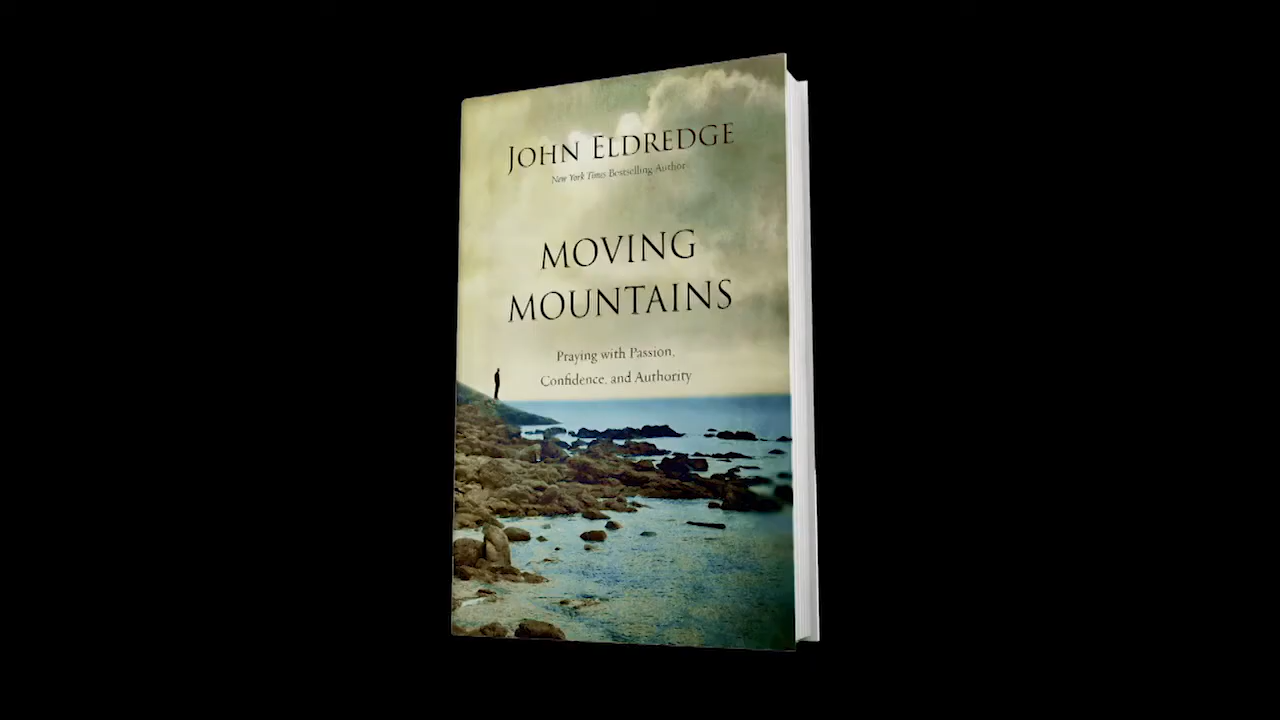 JOHN ELDREDGE
New York Times Bestselling Author
MOVING
MOUNTAINS
Praying with Passion,
Confidence, and Authority